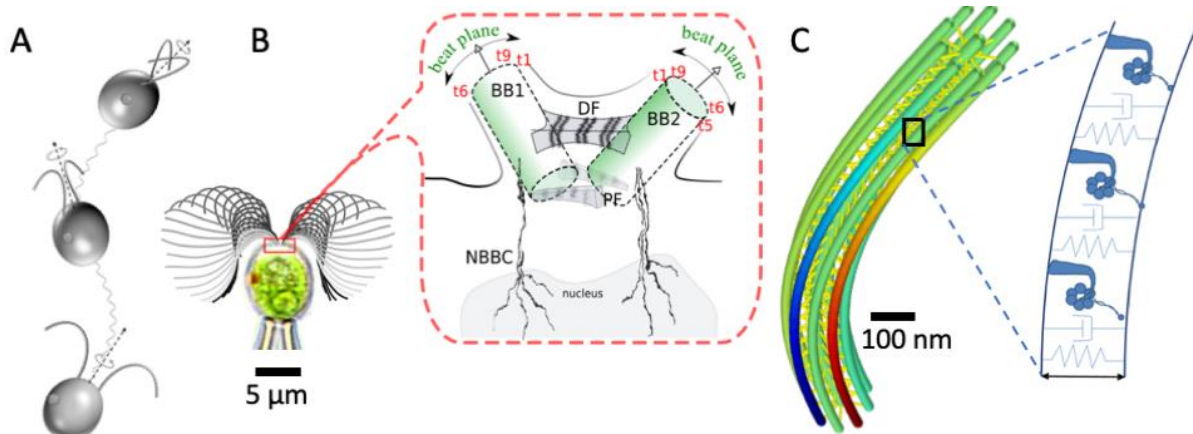 A
B
C
beat plane
beat plane
t9
t1
t6
BB1
DF
t1
t9
BB2
t6
t5
PF
NBBC
nucleus
5 μm
100 nm